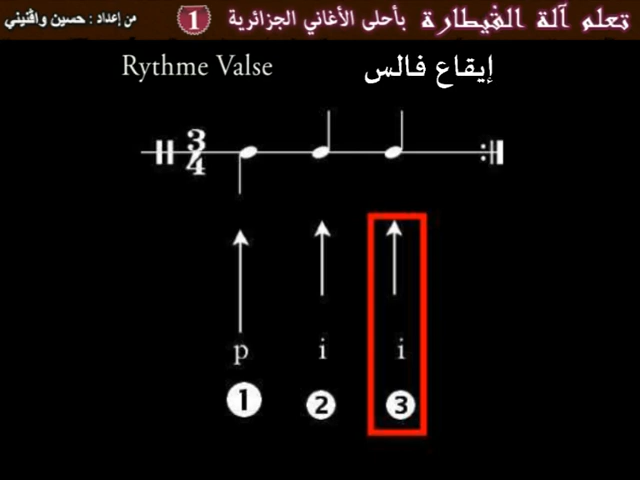 تعلم آلة القيطارة بأحلى الأغاني الجزائرية 1 من إعداد : حسين واقنيني
Rythme Valse إيقاع فالس
3
4
p i i
1 2 3